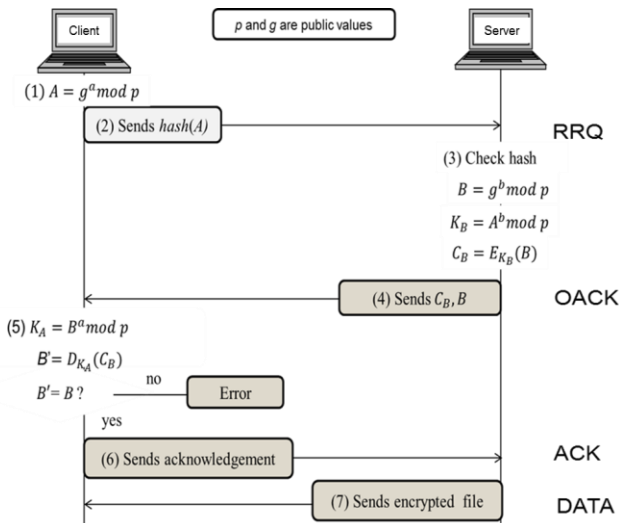 Client
p and g are public values
Server
(1) A = g^a mod p
(2) Sends hash(A)
RRQ
(3) Check hash
B = g^b mod p
K_B = A^b mod p
C_B = E_{K_B}(B)
(4) Sends C_B, B
OACK
(5) K_A = B^a mod p
B' = D_{K_A}(C_B)
B' = B ?
no
Error
yes
(6) Sends acknowledgement
ACK
(7) Sends encrypted file
DATA